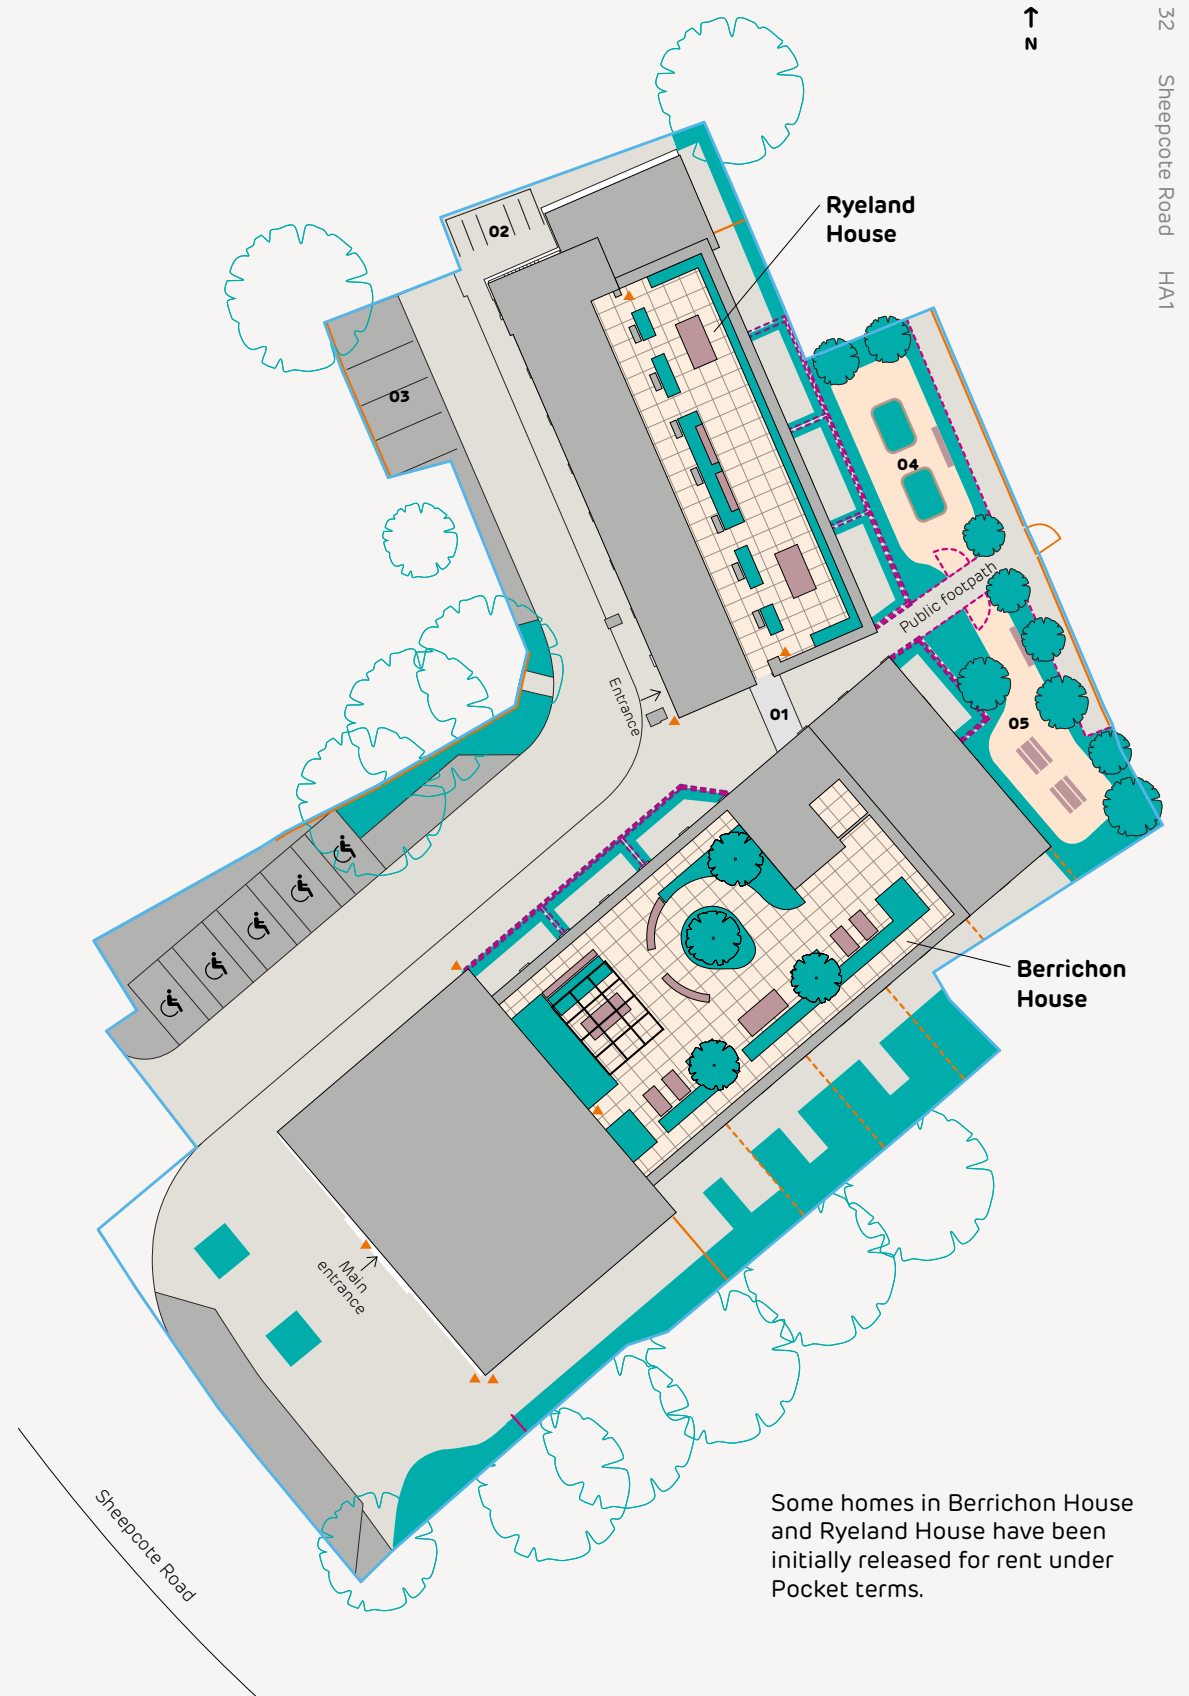 32 Sheepcote Road HA1
N
Ryeland
House
02
03
04
Public footpath
Entrance
01
05
Berrichon
House
Main
entrance
Some homes in Berrichon House
and Ryeland House have been
initially released for rent under
Pocket terms.
Sheepcote Road